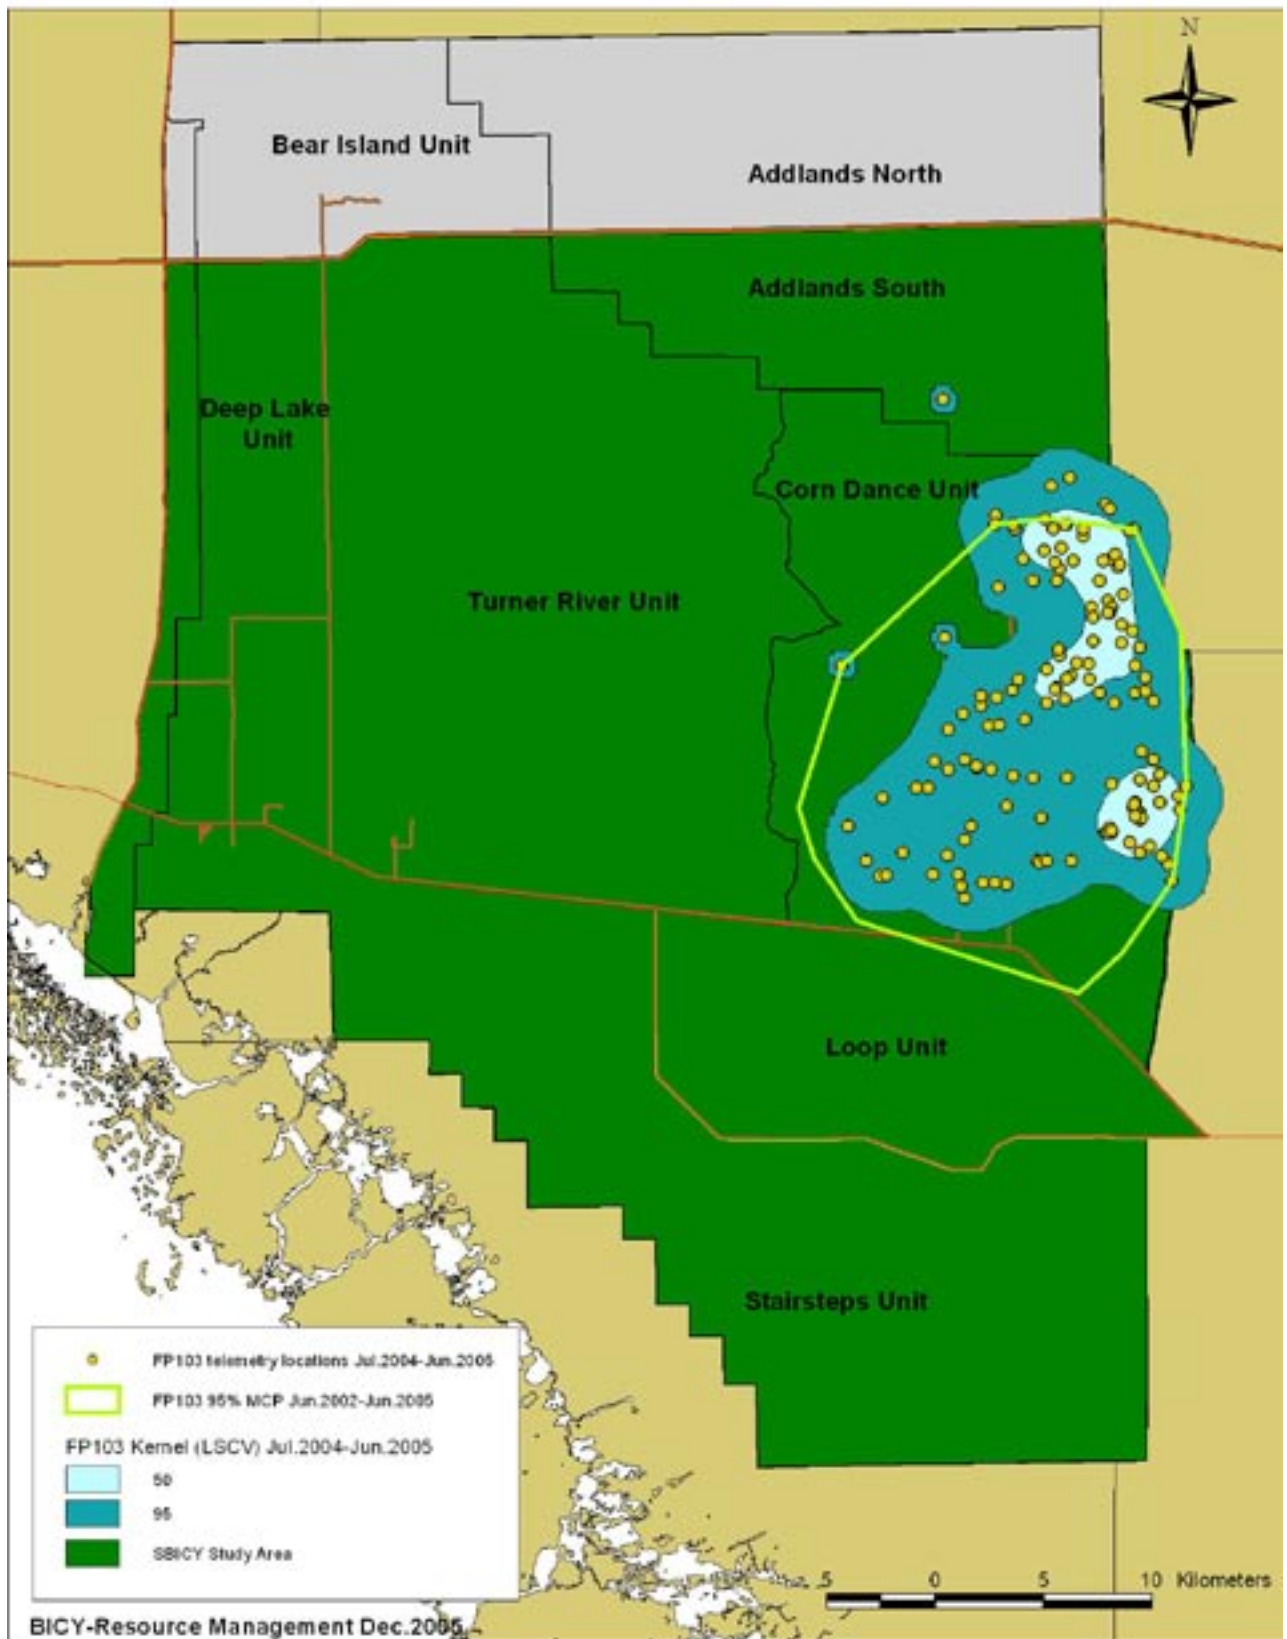 N
Bear Island Unit
Addlands North
Addlands South
Deep Lake
Unit
Corn Dance Unit
Turner River Unit
Loop Unit
Stairsteps Unit
FP103 telemetry locations Jul.2004-Jun.2005
FP103 95% MCP Jun.2002-Jun.2005
FP103 Kernel (LSCV) Jul.2004-Jun.2005
50
95
SBICY Study Area
5 0 5 10 Kilometers
BICY-Resource Management Dec.2005